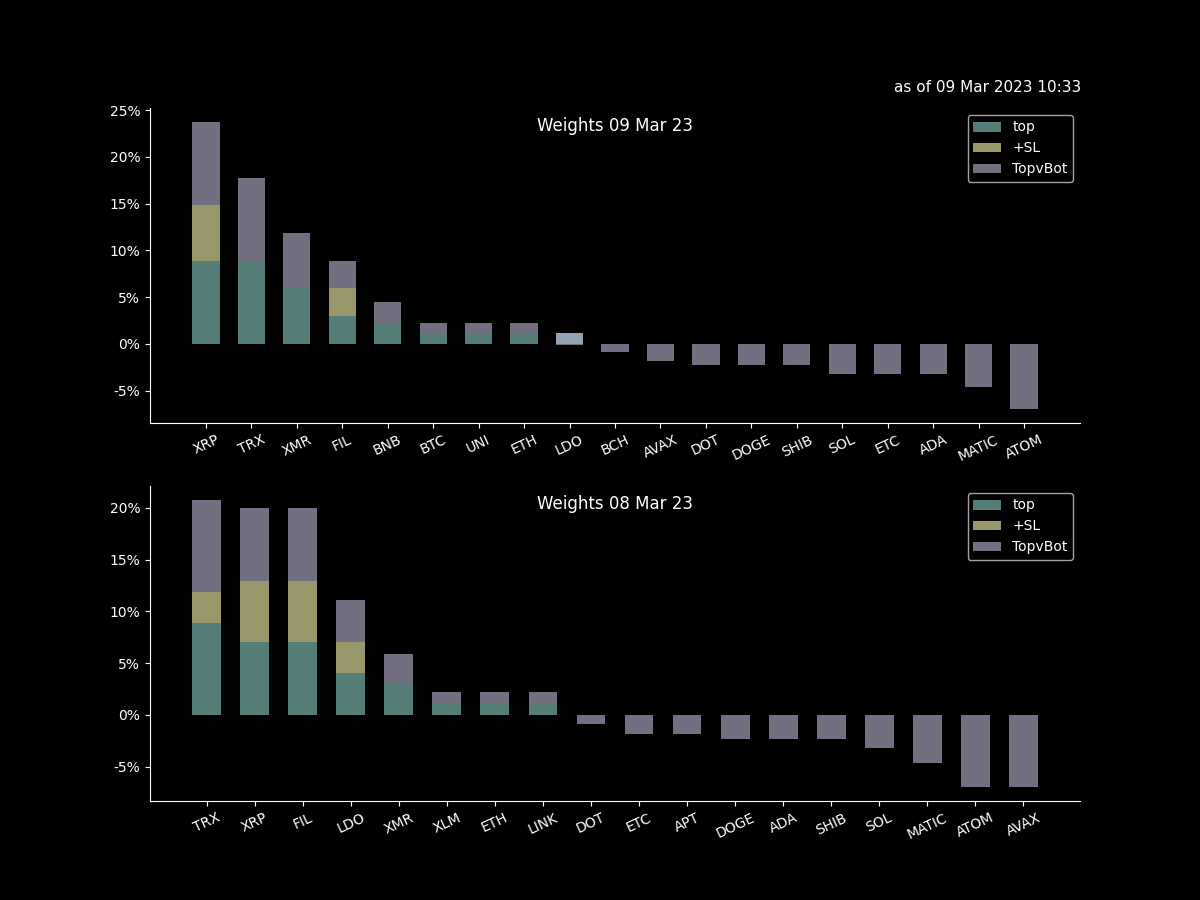 as of 09 Mar 2023 10:33
Weights 09 Mar 23
top
+SL
TopvBot
25%
20%
15%
10%
5%
0%
-5%
XRP TRX XMR FIL BNB BTC UNI ETH LDO BCH AVAX DOT DOGE SHIB SOL ETC ADA MATIC ATOM
Weights 08 Mar 23
top
+SL
TopvBot
20%
15%
10%
5%
0%
-5%
TRX XRP FIL LDO XMR XLM ETH LINK DOT ETC APT DOGE ADA SHIB SOL MATIC ATOM AVAX